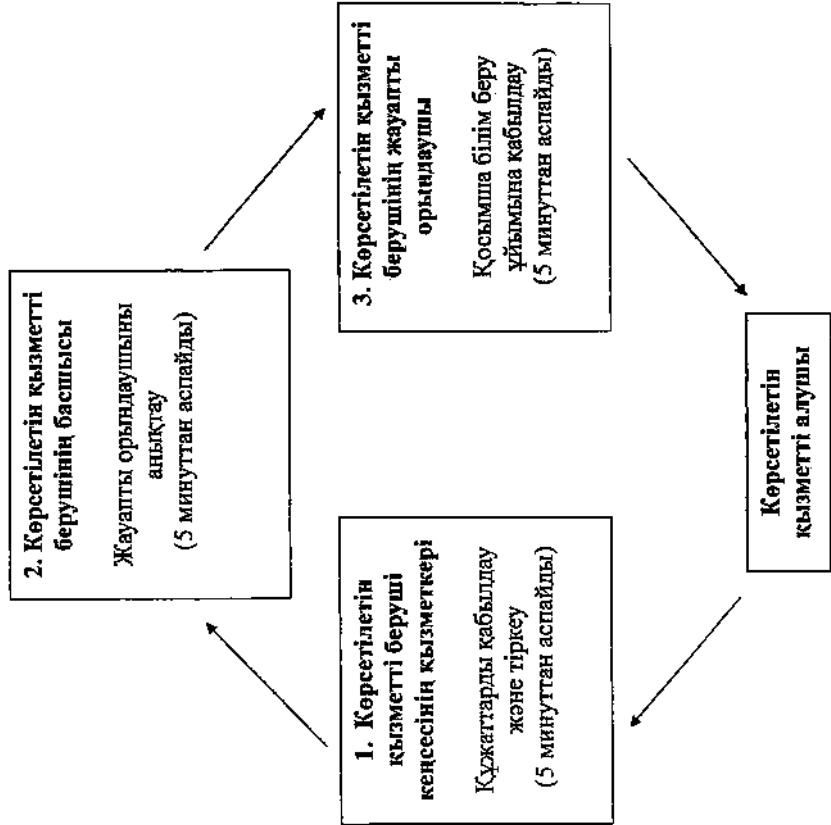 1. Көрсетілетін
қызметті беруші
кеңсесінің қызметкері
Құжаттарды қабылдау
және тіркеу
(5 минуттан аспайды)
2. Көрсетілетін қызметті
берушінің басшысы
Жауапты орындаушыны
анықтау
(5 минуттан аспайды)
3. Көрсетілетін қызметті
берушінің жауапты
орындаушы
Қосымша білім беру
ұйымына қабылдау
(5 минуттан аспайды)
Көрсетілетін
қызметті алушы